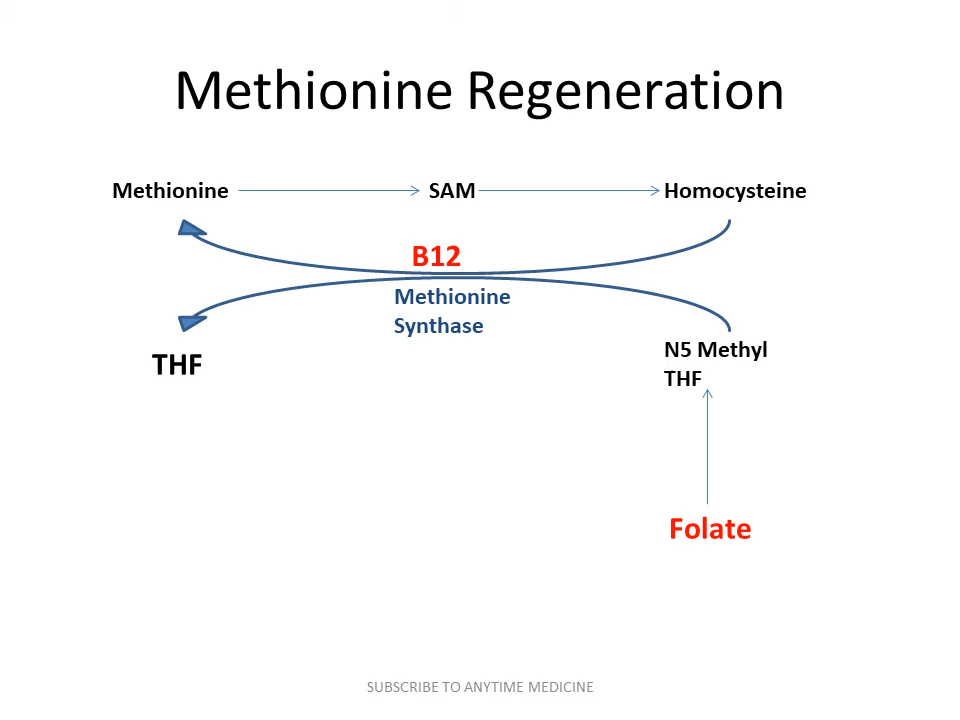 Methionine Regeneration
Methionine
SAM
Homocysteine
B12
Methionine
Synthase
THF
N5 Methyl
THF
Folate
SUBSCRIBE TO ANYTIME MEDICINE